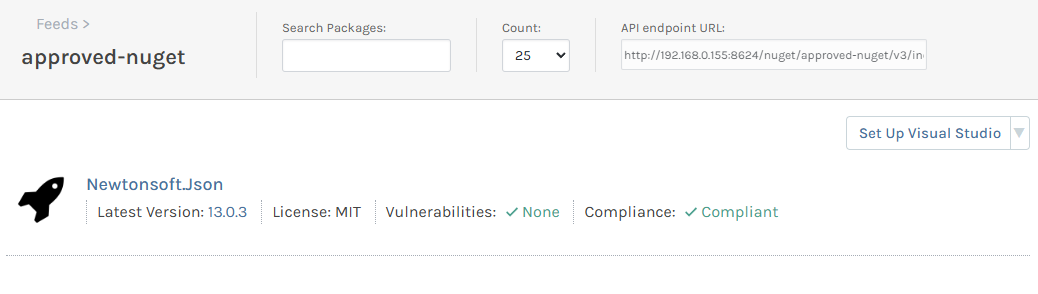 Feeds >
approved-nuget
Search Packages:
Count:
25
API endpoint URL:
http://192.168.0.155:8624/nuget/approved-nuget/v3/in
Set Up Visual Studio
Newtonsoft.Json
Latest Version: 13.0.3 License: MIT Vulnerabilities: ✓ None Compliance: ✓ Compliant